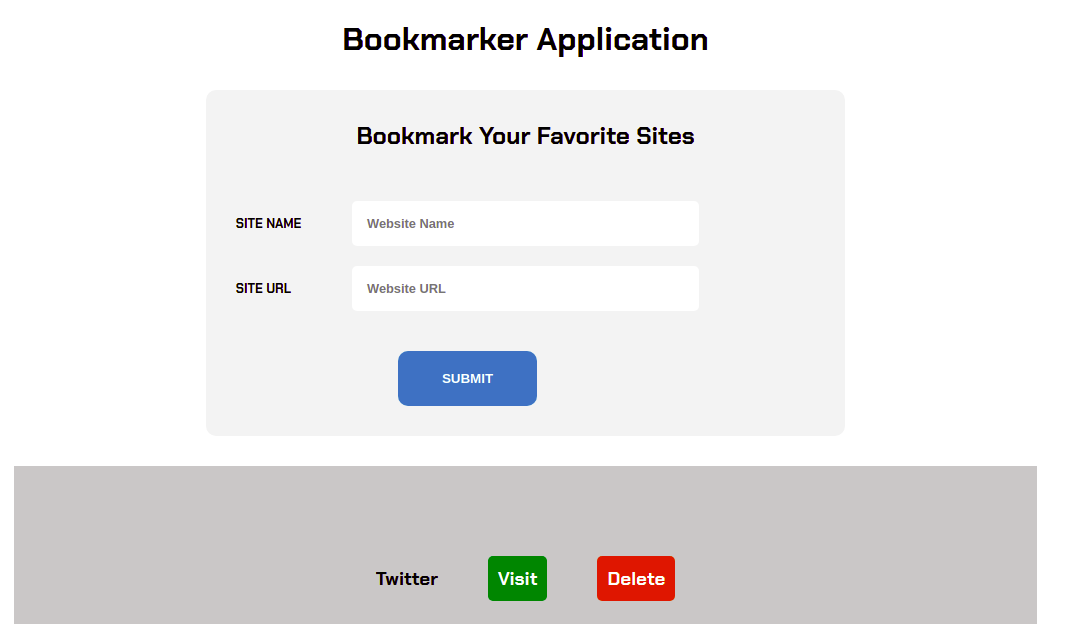 Bookmarker Application
Bookmark Your Favorite Sites
SITE NAME Website Name
SITE URL Website URL
SUBMIT
Twitter Visit Delete